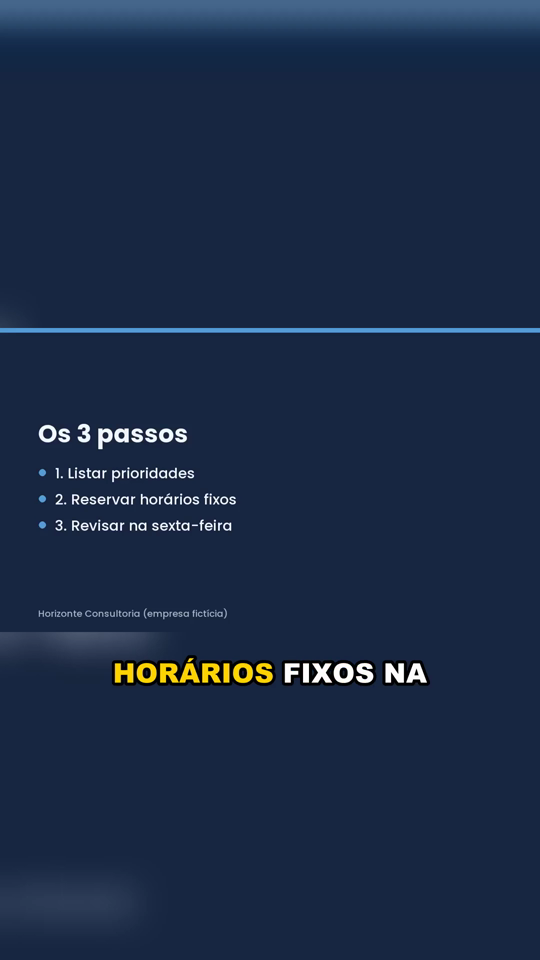 Os 3 passos
1. Listar prioridades
2. Reservar horários fixos
3. Revisar na sexta-feira
Horizonte Consultoria (empresa fictícia)
HORÁRIOS FIXOS NA